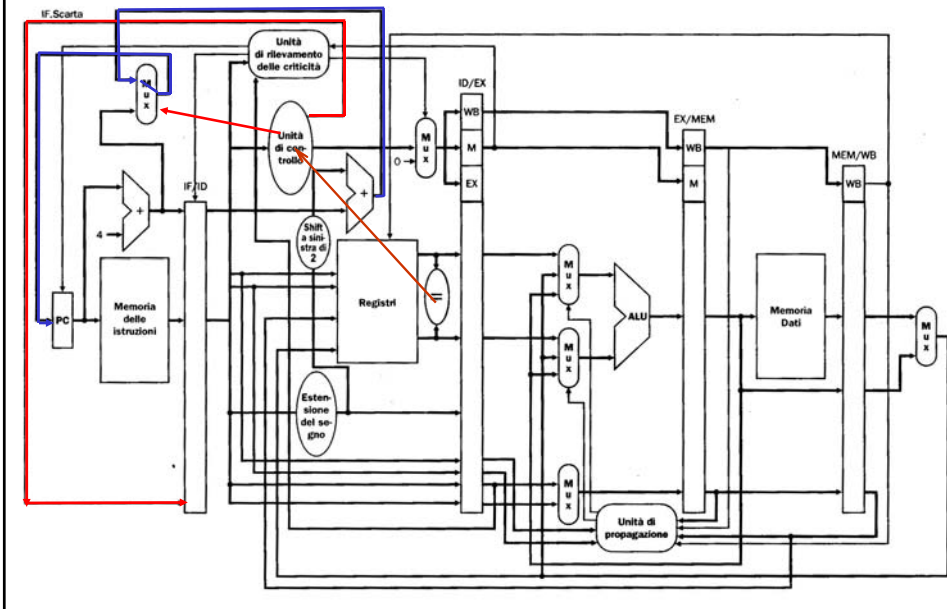 IF.Scarta
Unità
di rilevamento
delle criticità
M
u
x
ID/EX
WB
M
EX
EX/MEM
WB
M
MEM/WB
WB
Unità
di con-
trollo
M
u
x
0
IF/ID
+
4
+
Shift
a sini-
stra di
2
PC
Memoria
delle
istruzioni
Registri
=
M
u
x
M
u
x
ALU
Memoria
Dati
M
u
x
Esten-
sione
del se-
gno
M
u
x
Unità di
propagazione